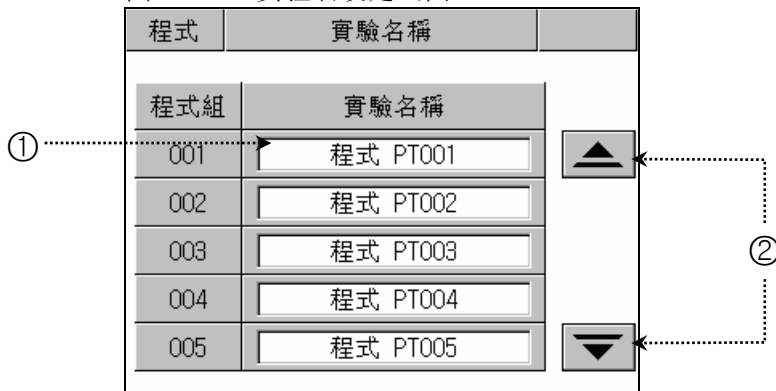 程式 實驗名稱
程式組 實驗名稱
① 001 程式 PT001
002 程式 PT002
003 程式 PT003
②
004 程式 PT004
005 程式 PT005